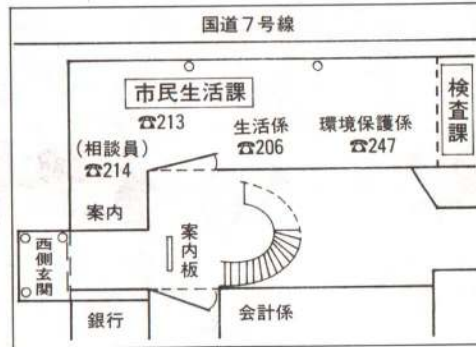 国道7号線
市民生活課
☎213
生活係
☎206
環境保護係
☎247
検査課
(相談員)
☎214
案内
案内板
西側玄関
銀行
会計係